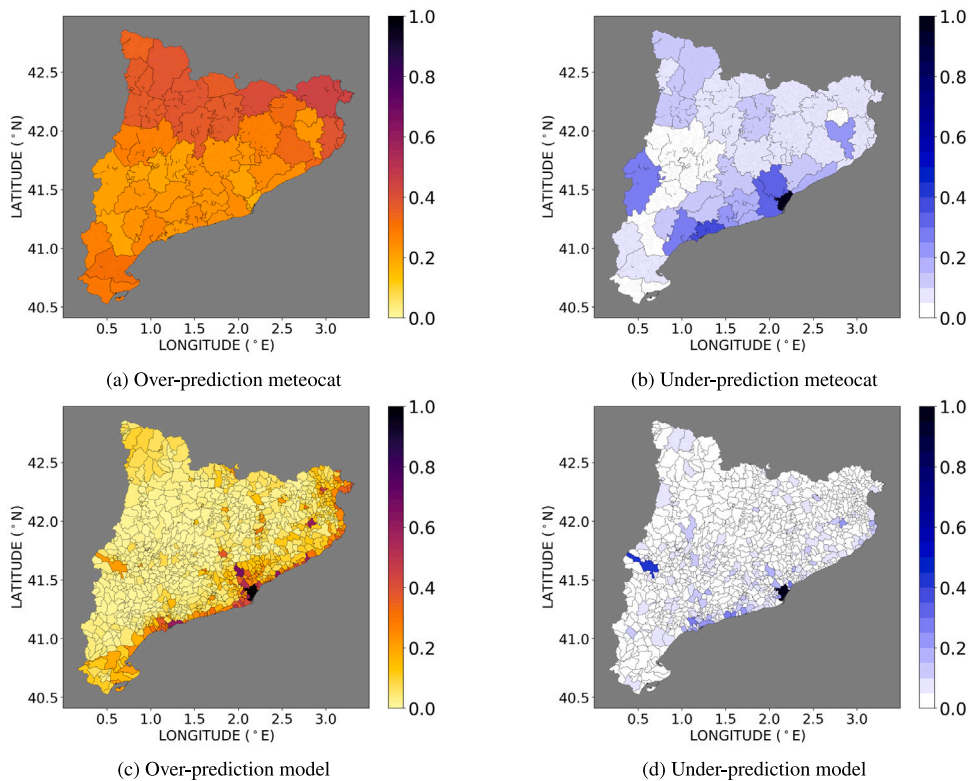 1.0
42.5
0.8
42.0
0.6
41.5
0.4
41.0
0.2
40.5
0.0
0.5 1.0 1.5 2.0 2.5 3.0
LATITUDE (°N)
LONGITUDE (°E)
(a) Over-prediction meteocat
1.0
42.5
0.8
42.0
0.6
41.5
0.4
41.0
0.2
40.5
0.0
0.5 1.0 1.5 2.0 2.5 3.0
LATITUDE (°N)
LONGITUDE (°E)
(b) Under-prediction meteocat
1.0
42.5
0.8
42.0
0.6
41.5
0.4
41.0
0.2
40.5
0.0
0.5 1.0 1.5 2.0 2.5 3.0
LATITUDE (°N)
LONGITUDE (°E)
(c) Over-prediction model
1.0
42.5
0.8
42.0
0.6
41.5
0.4
41.0
0.2
40.5
0.0
0.5 1.0 1.5 2.0 2.5 3.0
LATITUDE (°N)
LONGITUDE (°E)
(d) Under-prediction model